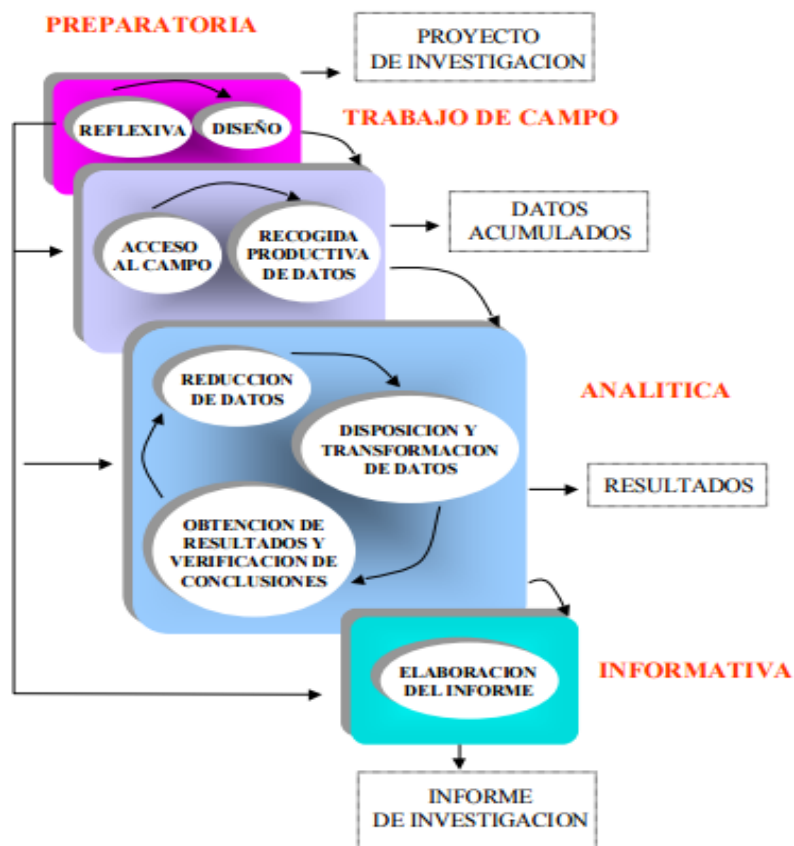 PREPARATORIA
PROYECTO
DE INVESTIGACION
REFLEXIVA
DISEÑO
TRABAJO DE CAMPO
ACCESO
AL CAMPO
RECOGIDA
PRODUCTIVA
DE DATOS
DATOS
ACUMULADOS
REDUCCION
DE DATOS
ANALITICA
DISPOSICION Y
TRANSFORMACION
DE DATOS
RESULTADOS
OBTENCION DE
RESULTADOS Y
VERIFICACION DE
CONCLUSIONES
ELABORACION
DEL INFORME
INFORMATIVA
INFORME
DE INVESTIGACION